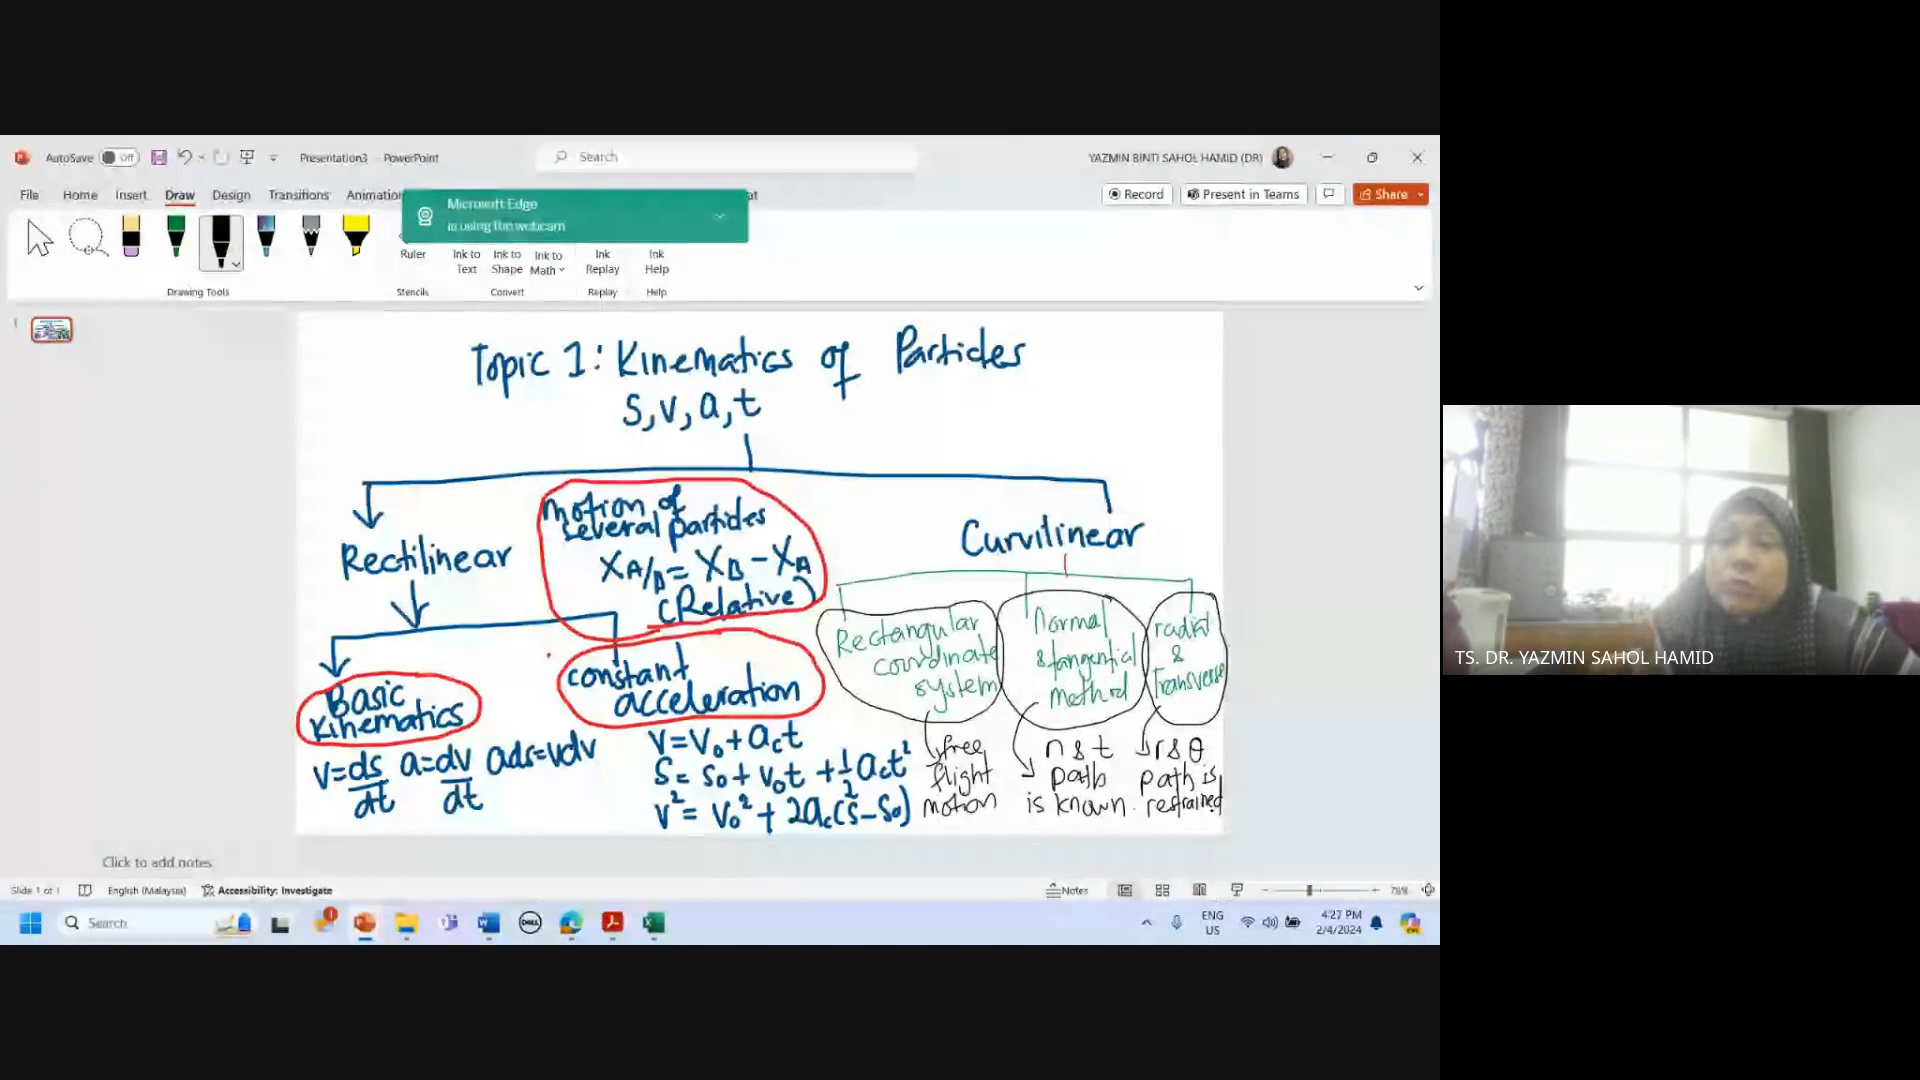 AutoSave Off Presentation3 - PowerPoint Search YAZMIN BINTI SAHOL HAMID (DR)
File Home Insert Draw Design Transitions Animation at Record Present in Teams Share
Microsoft Edge
is using the webcam
Ruler Ink to Text Ink to Shape Ink to Math Ink Replay Ink Help
Drawing Tools Stencils Convert Replay Help
1
Topic 1: Kinematics of Particles
s, v, a, t
Rectilinear
motion of
several particles
XA/B = XB - XA
(Relative)
Curvilinear
Basic
Kinematics
v = ds/dt a = dv/dt ads = vdv
constant
acceleration
v = v₀ + act
s = s₀ + v₀t + 1/2 act²
v² = v₀² + 2ac(s - s₀)
Rectangular
coordinate
system
free
flight
motion
Normal
& tangential
method
n & t
path
is known.
radial
&
Transverse
r & θ
path is
restrained
Click to add notes
Slide 1 of 1 English (Malaysia) Accessibility: Investigate Notes 78%
Search DELL ENG US 4:27 PM 2/4/2024
TS. DR. YAZMIN SAHOL HAMID